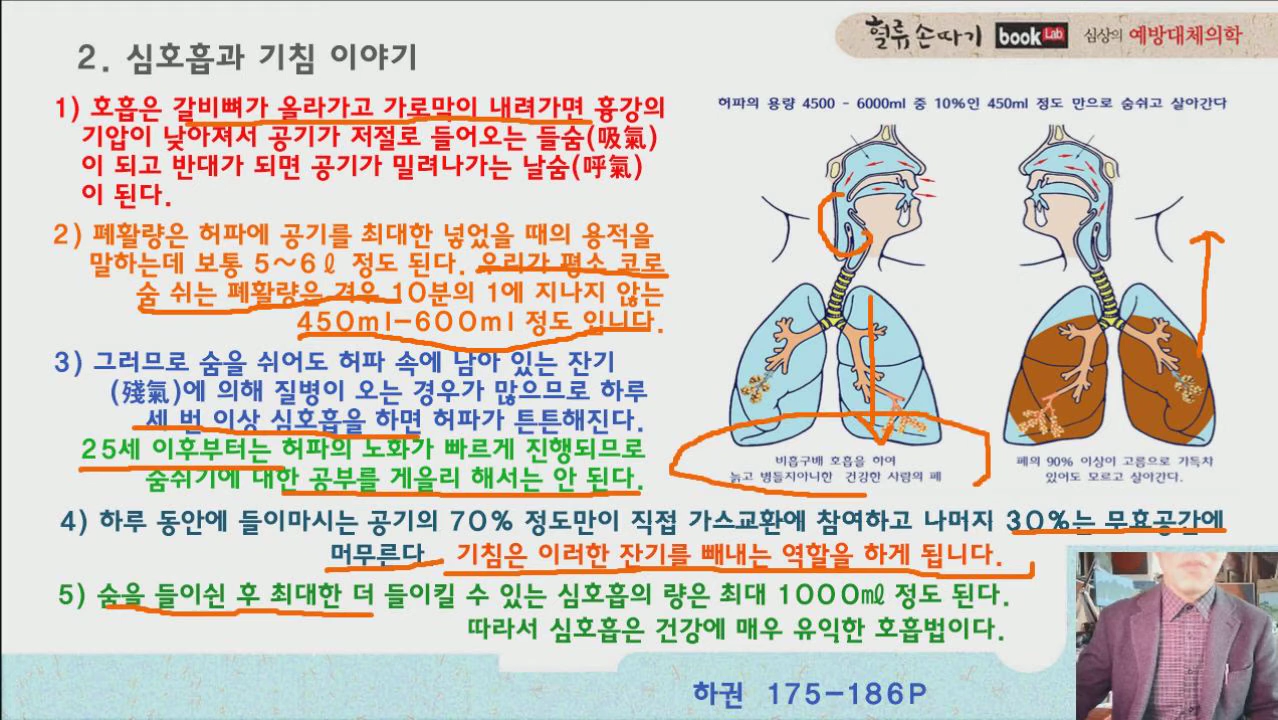 혈류 손따기 book Lab 심상의 예방대체의학
2. 심호흡과 기침 이야기
1) 호흡은 갈비뼈가 올라가고 가로막이 내려가면 흉강의
기압이 낮아져서 공기가 저절로 들어오는 들숨(吸氣)
이 되고 반대가 되면 공기가 밀려나가는 날숨(呼氣)
이 된다.
2) 폐활량은 허파에 공기를 최대한 넣었을 때의 용적을
말하는데 보통 5~6ℓ 정도 된다. 우리가 평소 코로
숨 쉬는 폐활량은 겨우 10분의 1에 지나지 않는
450ml-600ml 정도 입니다.
3) 그러므로 숨을 쉬어도 허파 속에 남아 있는 잔기
(殘氣)에 의해 질병이 오는 경우가 많으므로 하루
세 번 이상 심호흡을 하면 허파가 튼튼해진다.
25세 이후부터는 허파의 노화가 빠르게 진행되므로
숨쉬기에 대한 공부를 게을리 해서는 안 된다.
허파의 용량 4500 - 6000ml 중 10%인 450ml 정도 만으로 숨쉬고 살아간다
비흡구배 호흡을 하여
늙고 병들지아니한 건강한 사람의 폐
폐의 90% 이상이 고름으로 가득차
있어도 모르고 살아간다.
4) 하루 동안에 들이마시는 공기의 70% 정도만이 직접 가스교환에 참여하고 나머지 30%는 무효공간에
머무른다. 기침은 이러한 잔기를 빼내는 역할을 하게 됩니다.
5) 숨을 들이쉰 후 최대한 더 들이킬 수 있는 심호흡의 량은 최대 1000㎖ 정도 된다.
따라서 심호흡은 건강에 매우 유익한 호흡법이다.
하권 175-186P